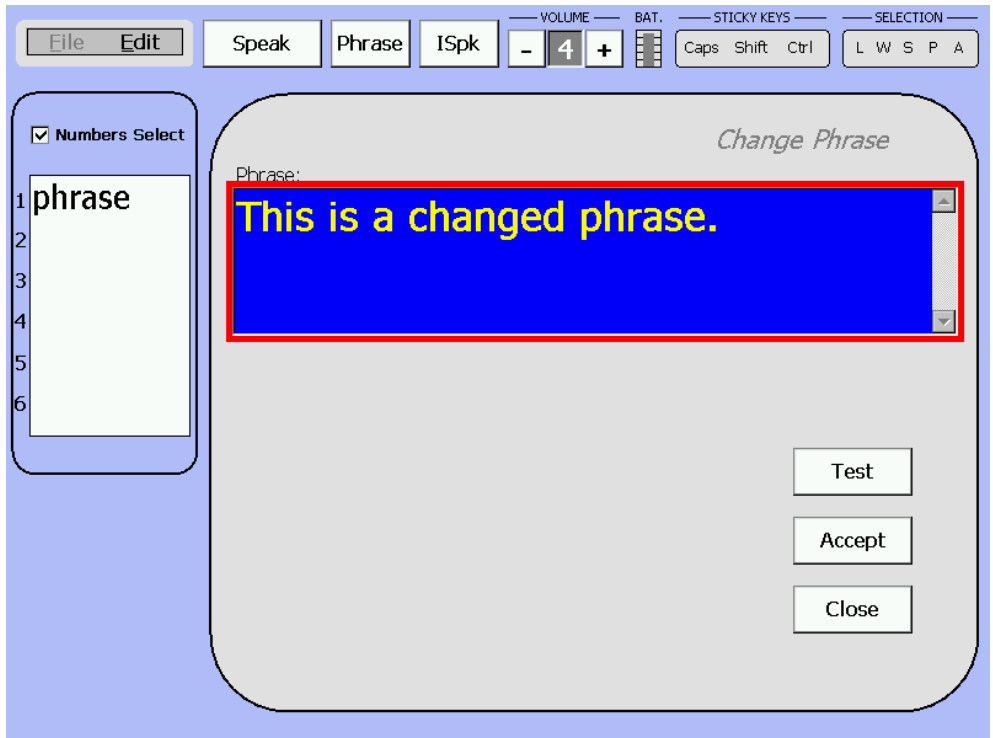 VOLUME BAT. STICKY KEYS SELECTION
File Edit Speak Phrase ISpk - 4 + Caps Shift Ctrl L W S P A
Numbers Select
Change Phrase
Phrase:
1 phrase
This is a changed phrase.
2
3
4
5
6
Test
Accept
Close